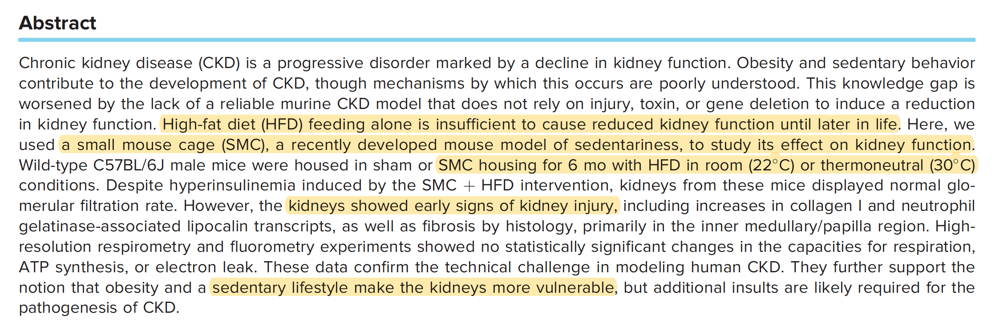 Abstract
Chronic kidney disease (CKD) is a progressive disorder marked by a decline in kidney function. Obesity and sedentary behavior
contribute to the development of CKD, though mechanisms by which this occurs are poorly understood. This knowledge gap is
worsened by the lack of a reliable murine CKD model that does not rely on injury, toxin, or gene deletion to induce a reduction
in kidney function. High-fat diet (HFD) feeding alone is insufficient to cause reduced kidney function until later in life. Here, we
used a small mouse cage (SMC), a recently developed mouse model of sedentariness, to study its effect on kidney function.
Wild-type C57BL/6J male mice were housed in sham or SMC housing for 6 mo with HFD in room (22°C) or thermoneutral (30°C)
conditions. Despite hyperinsulinemia induced by the SMC + HFD intervention, kidneys from these mice displayed normal glo-
merular filtration rate. However, the kidneys showed early signs of kidney injury, including increases in collagen I and neutrophil
gelatinase-associated lipocalin transcripts, as well as fibrosis by histology, primarily in the inner medullary/papilla region. High-
resolution respirometry and fluorometry experiments showed no statistically significant changes in the capacities for respiration,
ATP synthesis, or electron leak. These data confirm the technical challenge in modeling human CKD. They further support the
notion that obesity and a sedentary lifestyle make the kidneys more vulnerable, but additional insults are likely required for the
pathogenesis of CKD.